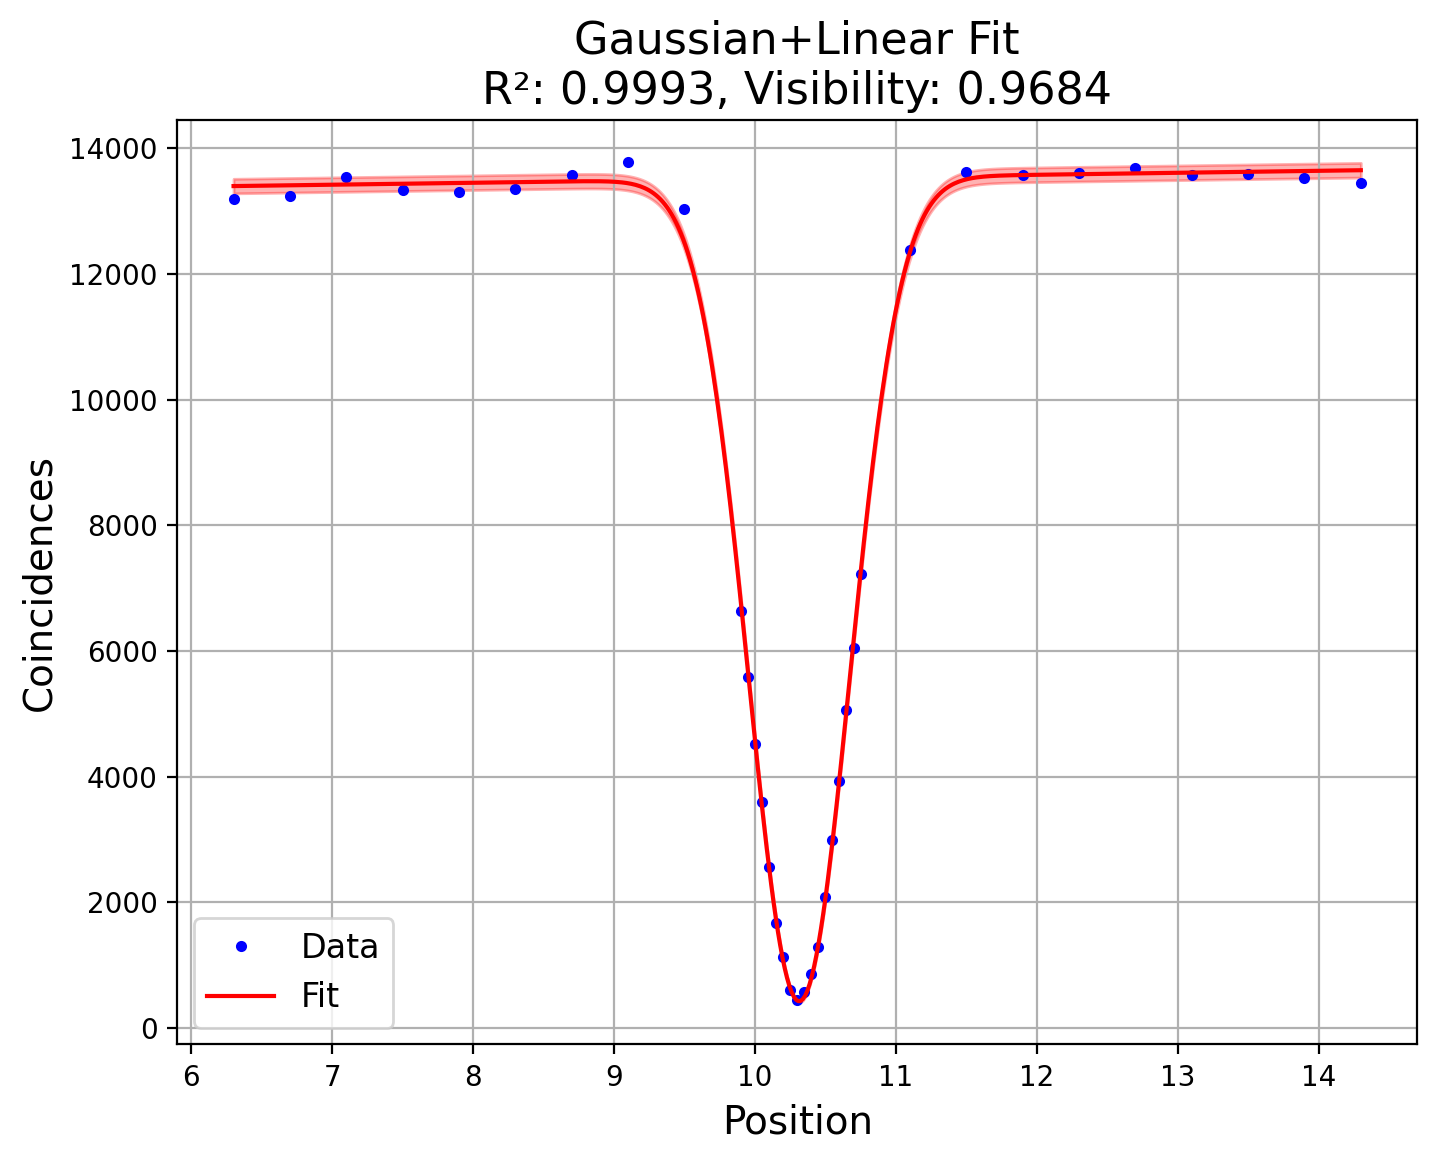 Gaussian+Linear Fit
R²: 0.9993, Visibility: 0.9684
14000
12000
10000
8000
6000
4000
2000
0
Coincidences
Data
Fit
6 7 8 9 10 11 12 13 14
Position